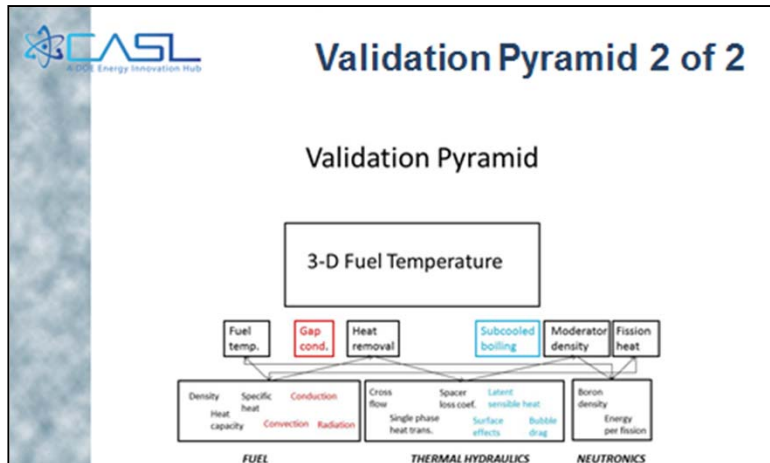 CASL
A DOE Energy Innovation Hub
Validation Pyramid 2 of 2
Validation Pyramid
3-D Fuel Temperature
Fuel
temp.
Gap
cond.
Heat
removal
Subcooled
boiling
Moderator
density
Fission
heat
Density
Specific
heat
Conduction
Heat
capacity
Convection
Radiation
Cross
flow
Spacer
loss coef.
Latent
sensible heat
Single phase
heat trans.
Surface
effects
Bubble
drag
Boron
density
Energy
per fission
FUEL
THERMAL HYDRAULICS
NEUTRONICS